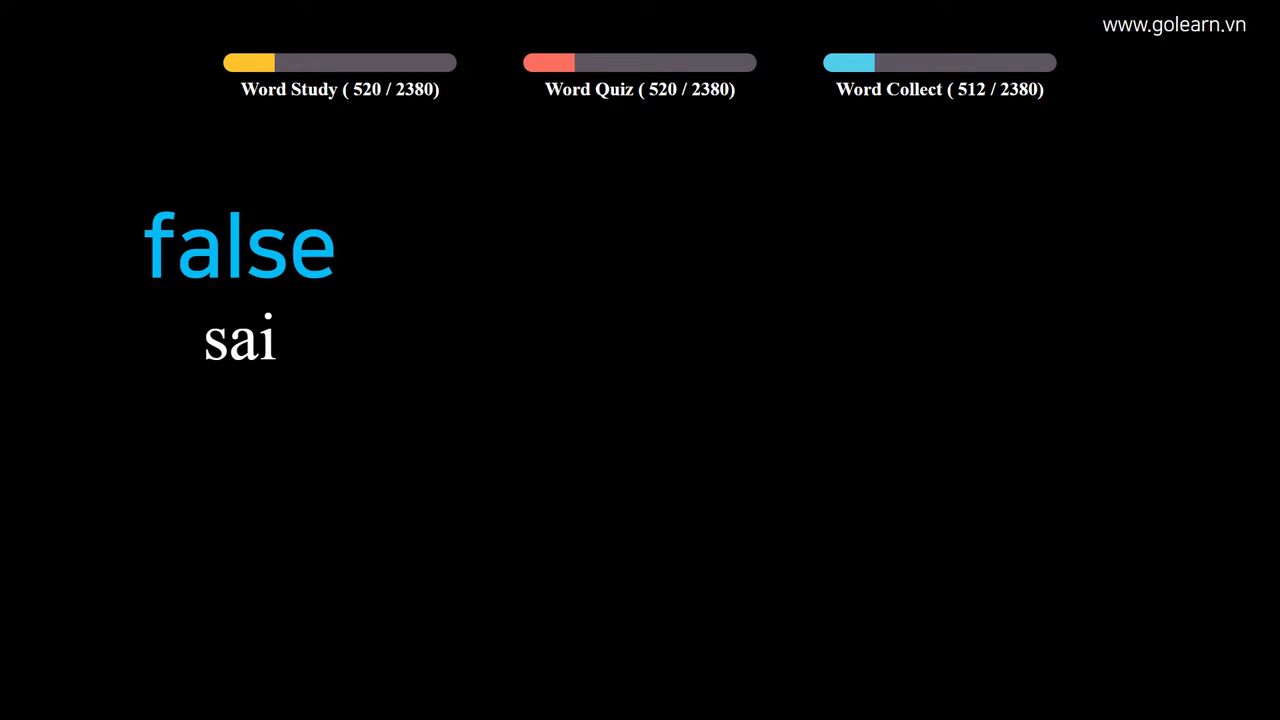 www.golearn.vn
Word Study ( 520 / 2380)
Word Quiz ( 520 / 2380)
Word Collect ( 512 / 2380)
false
sai